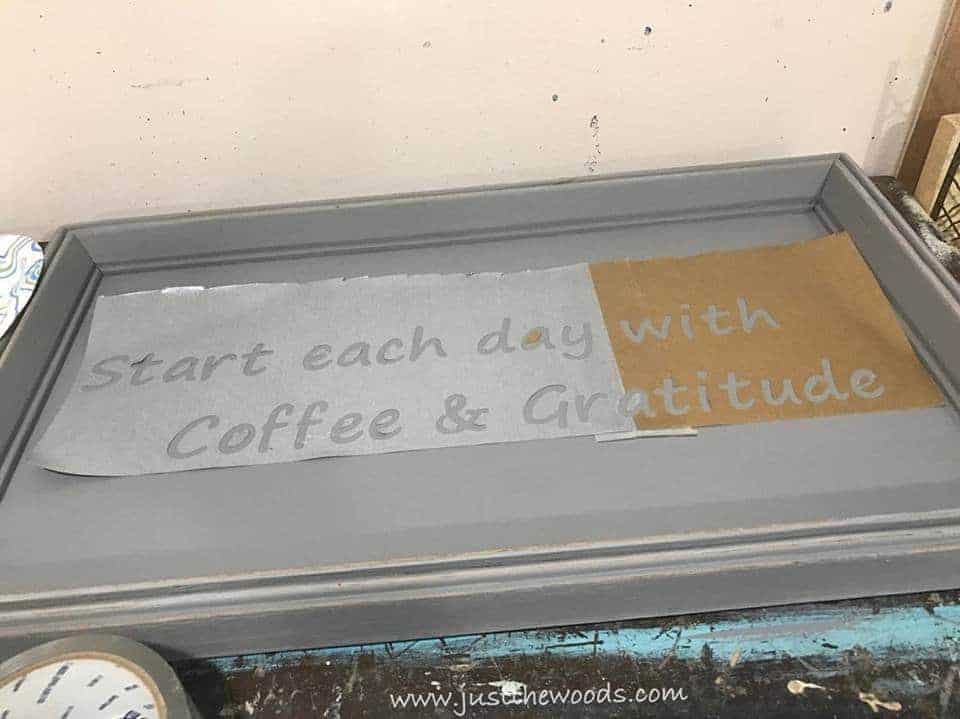 Start each day with
Coffee & Gratitude
www.justthewoods.com